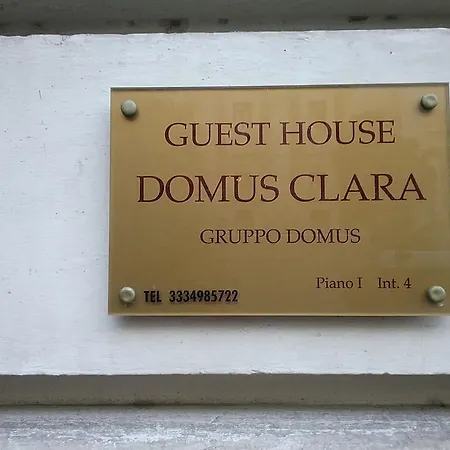 GUEST HOUSE
DOMUS CLARA
GRUPPO DOMUS
Piano I Int. 4
TEL 3334985722